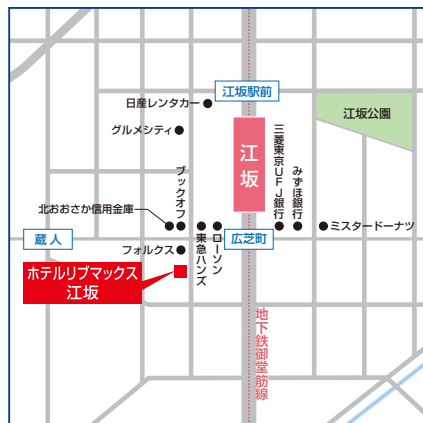 江坂駅前
日産レンタカー
江坂公園
グルメシティ
江坂
三菱東京UFJ銀行
みずほ銀行
ブックオフ
北おおさか信用金庫
東急ハンズ
ローソン
ミスタードーナツ
蔵人
広芝町
フォルクス
ホテルリブマックス
江坂
地下鉄御堂筋線